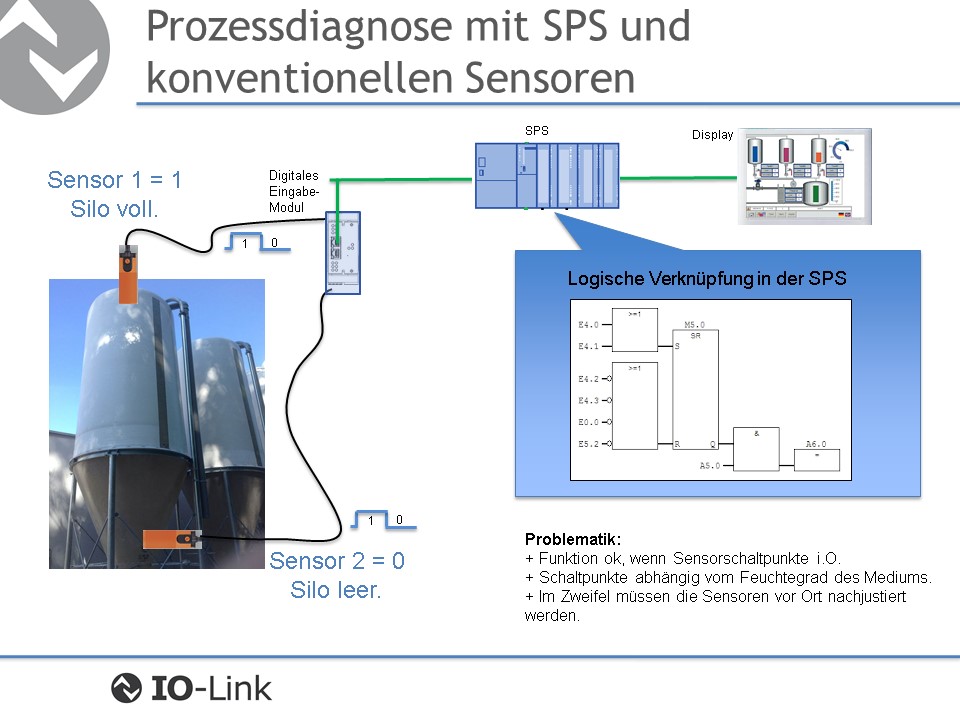 Prozessdiagnose mit SPS und
konventionellen Sensoren
SPS
Display
Sensor 1 = 1
Silo voll.
Digitales
Eingabe-
Modul
1 0
Logische Verknüpfung in der SPS
>=1
M5.0
SR
E4.0
E4.1
S
>=1
E4.2
E4.3
E0.0
E5.2
R Q
&
A6.0
A5.0
=
1 0
Sensor 2 = 0
Silo leer.
Problematik:
+ Funktion ok, wenn Sensorschaltpunkte i.O.
+ Schaltpunkte abhängig vom Feuchtegrad des Mediums.
+ Im Zweifel müssen die Sensoren vor Ort nachjustiert
werden.
IO-Link